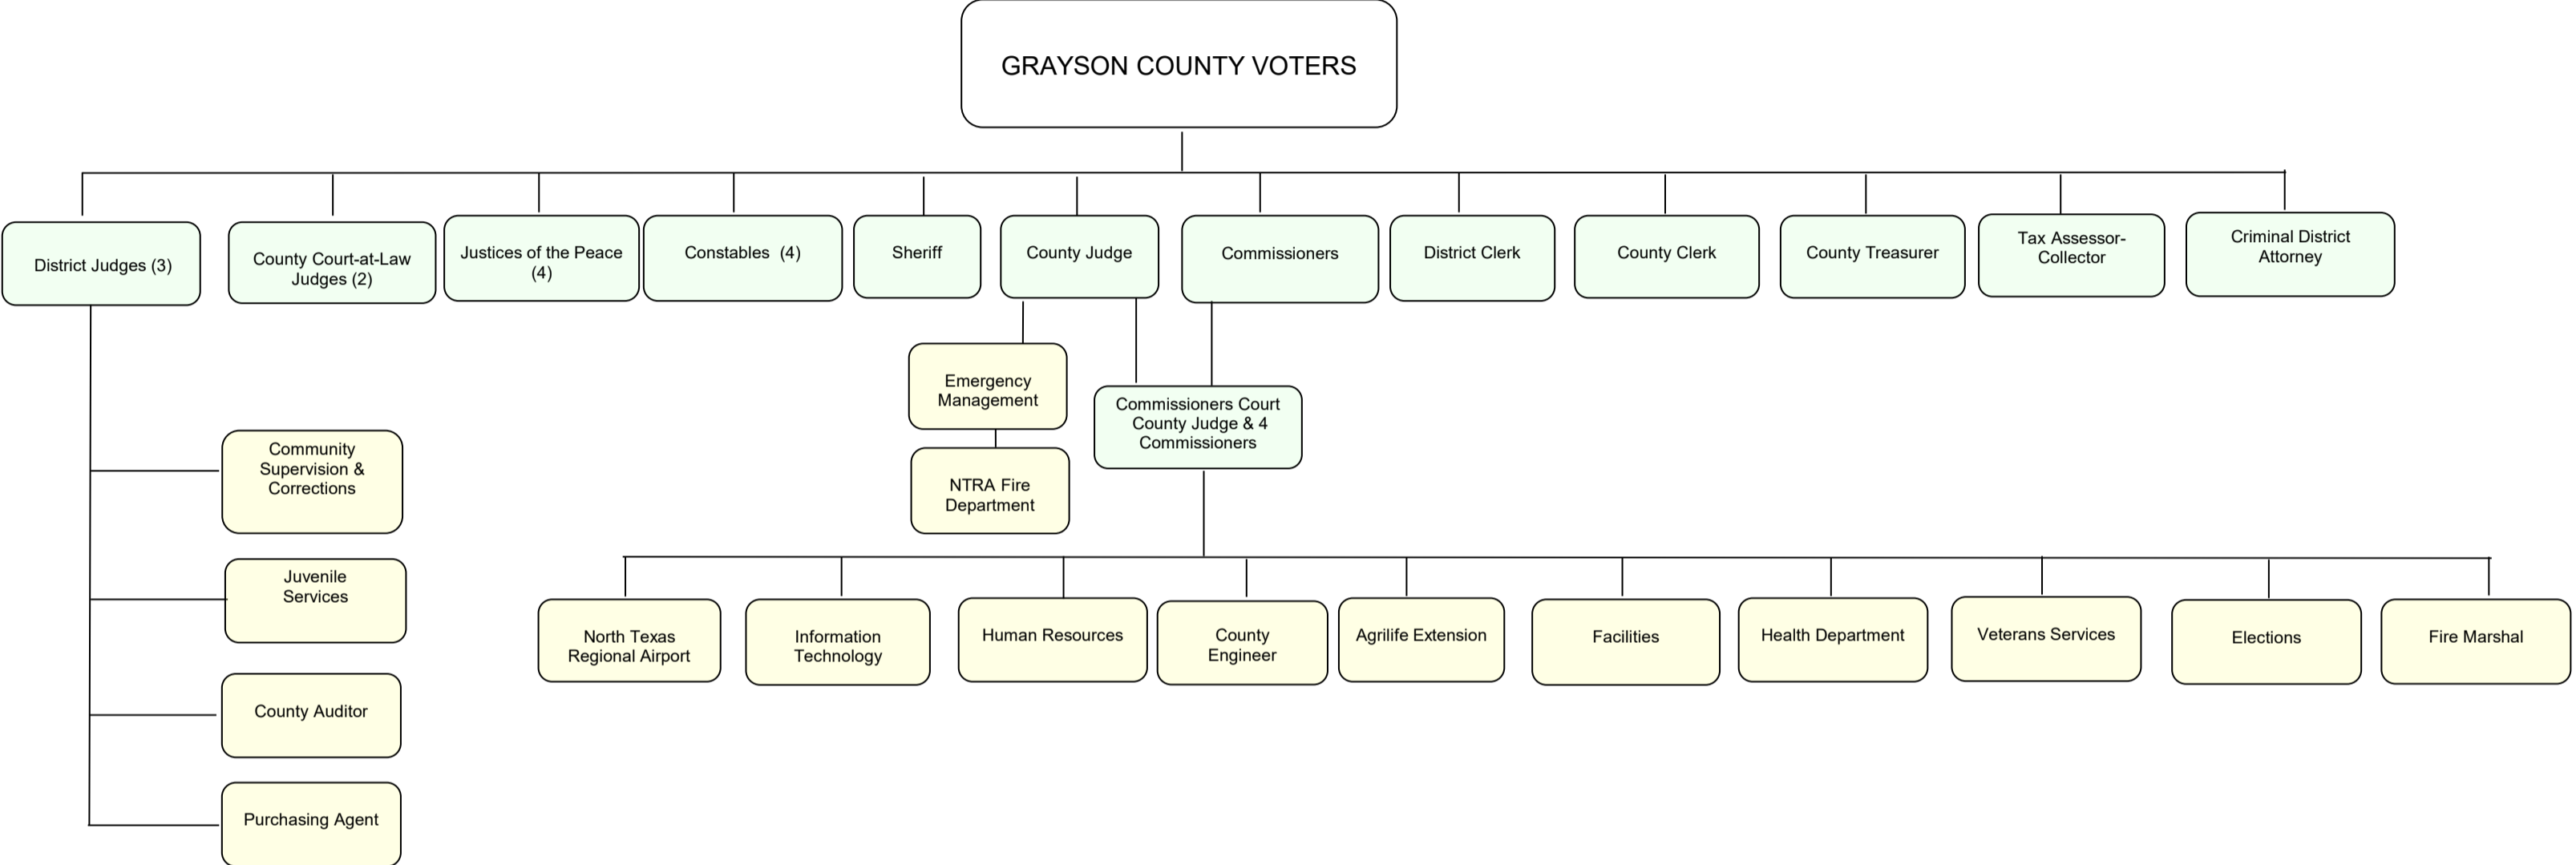 GRAYSON COUNTY VOTERS
District Judges (3)
County Court-at-Law
Judges (2)
Justices of the Peace
(4)
Constables  (4)
Sheriff
County Judge
Commissioners
District Clerk
County Clerk
County Treasurer
Tax Assessor-
Collector
Criminal District
Attorney
Emergency
Management
Commissioners Court
County Judge & 4
Commissioners
NTRA Fire
Department
Community
Supervision &
Corrections
Juvenile
Services
County Auditor
Purchasing Agent
North Texas
Regional Airport
Information
Technology
Human Resources
County
Engineer
Agrilife Extension
Facilities
Health Department
Veterans Services
Elections
Fire Marshal